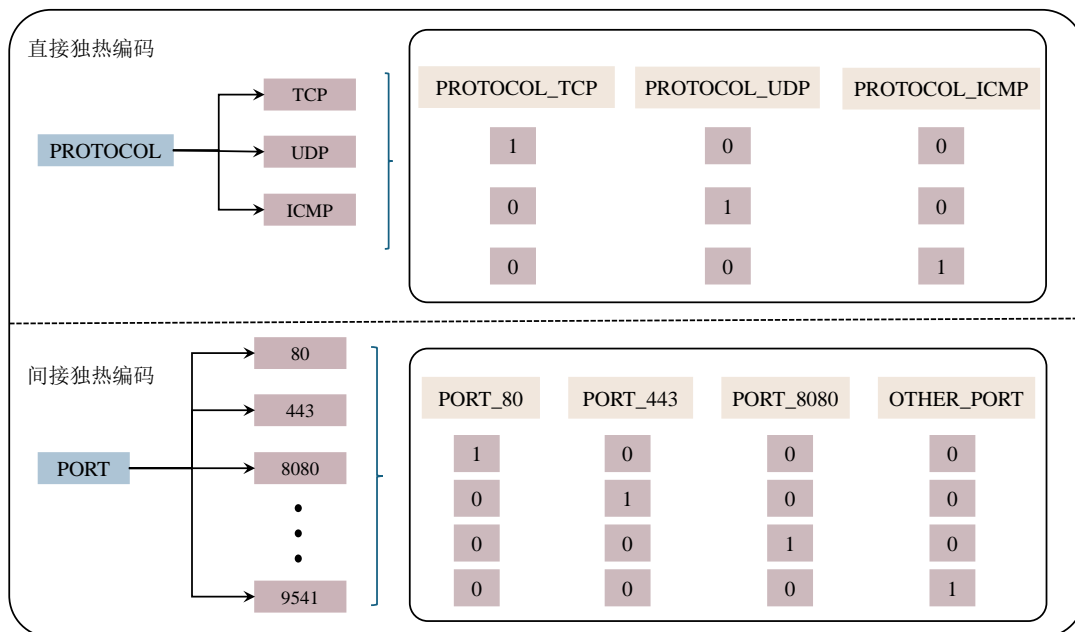 直接独热编码
PROTOCOL
TCP
UDP
ICMP
PROTOCOL_TCP PROTOCOL_UDP PROTOCOL_ICMP
1 0 0
0 1 0
0 0 1
间接独热编码
PORT
80
443
8080
9541
PORT_80 PORT_443 PORT_8080 OTHER_PORT
1 0 0 0
0 1 0 0
0 0 1 0
0 0 0 1